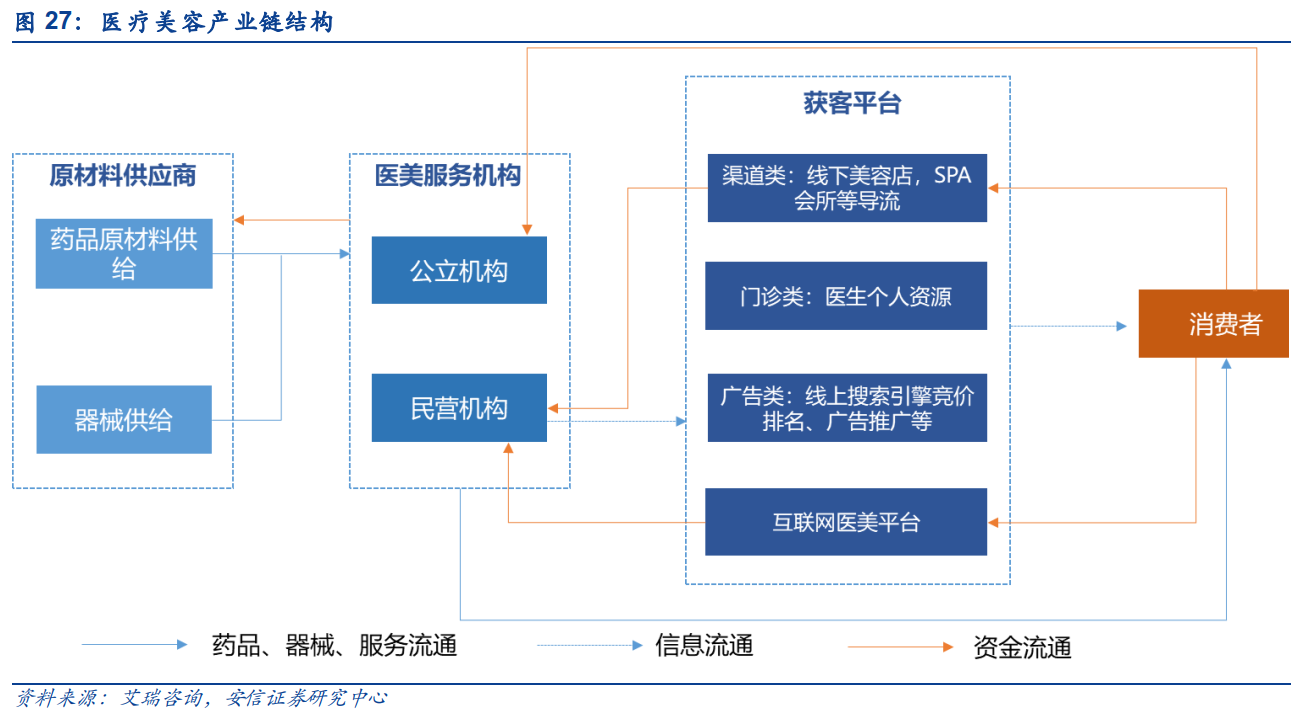 图 27：医疗美容产业链结构
获客平台
原材料供应商
医美服务机构
药品原材料供
给
器械供给
公立机构
民营机构
渠道类：线下美容店，SPA
会所等导流
门诊类：医生个人资源
广告类：线上搜索引擎竞价
排名、广告推广等
互联网医美平台
消费者
药品、器械、服务流通
信息流通
资金流通
资料来源：艾瑞咨询，安信证券研究中心